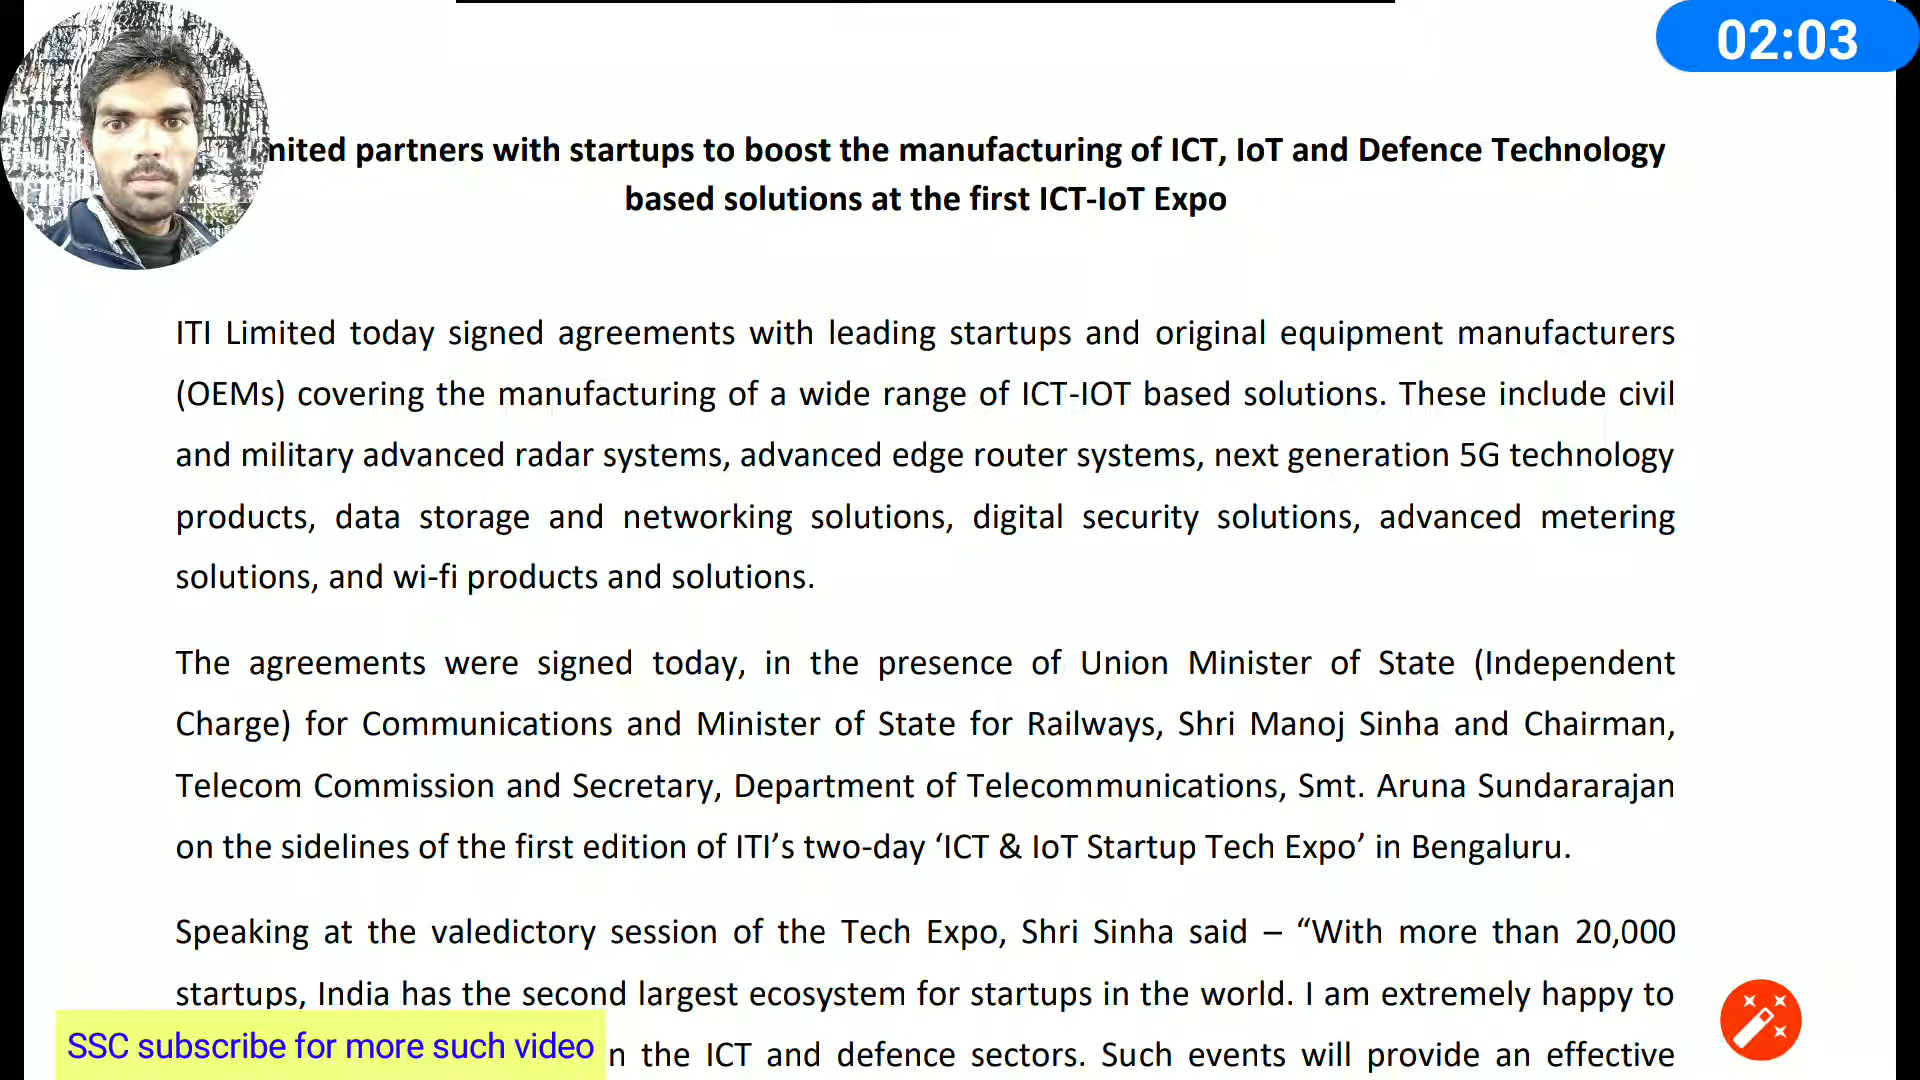 02:03
partners with startups to boost the manufacturing of ICT, IoT and Defence Technology
based solutions at the first ICT-IoT Expo
ITI Limited today signed agreements with leading startups and original equipment manufacturers
(OEMs) covering the manufacturing of a wide range of ICT-IOT based solutions. These include civil
and military advanced radar systems, advanced edge router systems, next generation 5G technology
products, data storage and networking solutions, digital security solutions, advanced metering
solutions, and wi-fi products and solutions.
The agreements were signed today, in the presence of Union Minister of State (Independent
Charge) for Communications and Minister of State for Railways, Shri Manoj Sinha and Chairman,
Telecom Commission and Secretary, Department of Telecommunications, Smt. Aruna Sundararajan
on the sidelines of the first edition of ITI’s two-day ‘ICT & IoT Startup Tech Expo’ in Bengaluru.
Speaking at the valedictory session of the Tech Expo, Shri Sinha said – “With more than 20,000
startups, India has the second largest ecosystem for startups in the world. I am extremely happy to
the ICT and defence sectors. Such events will provide an effective
SSC subscribe for more such video